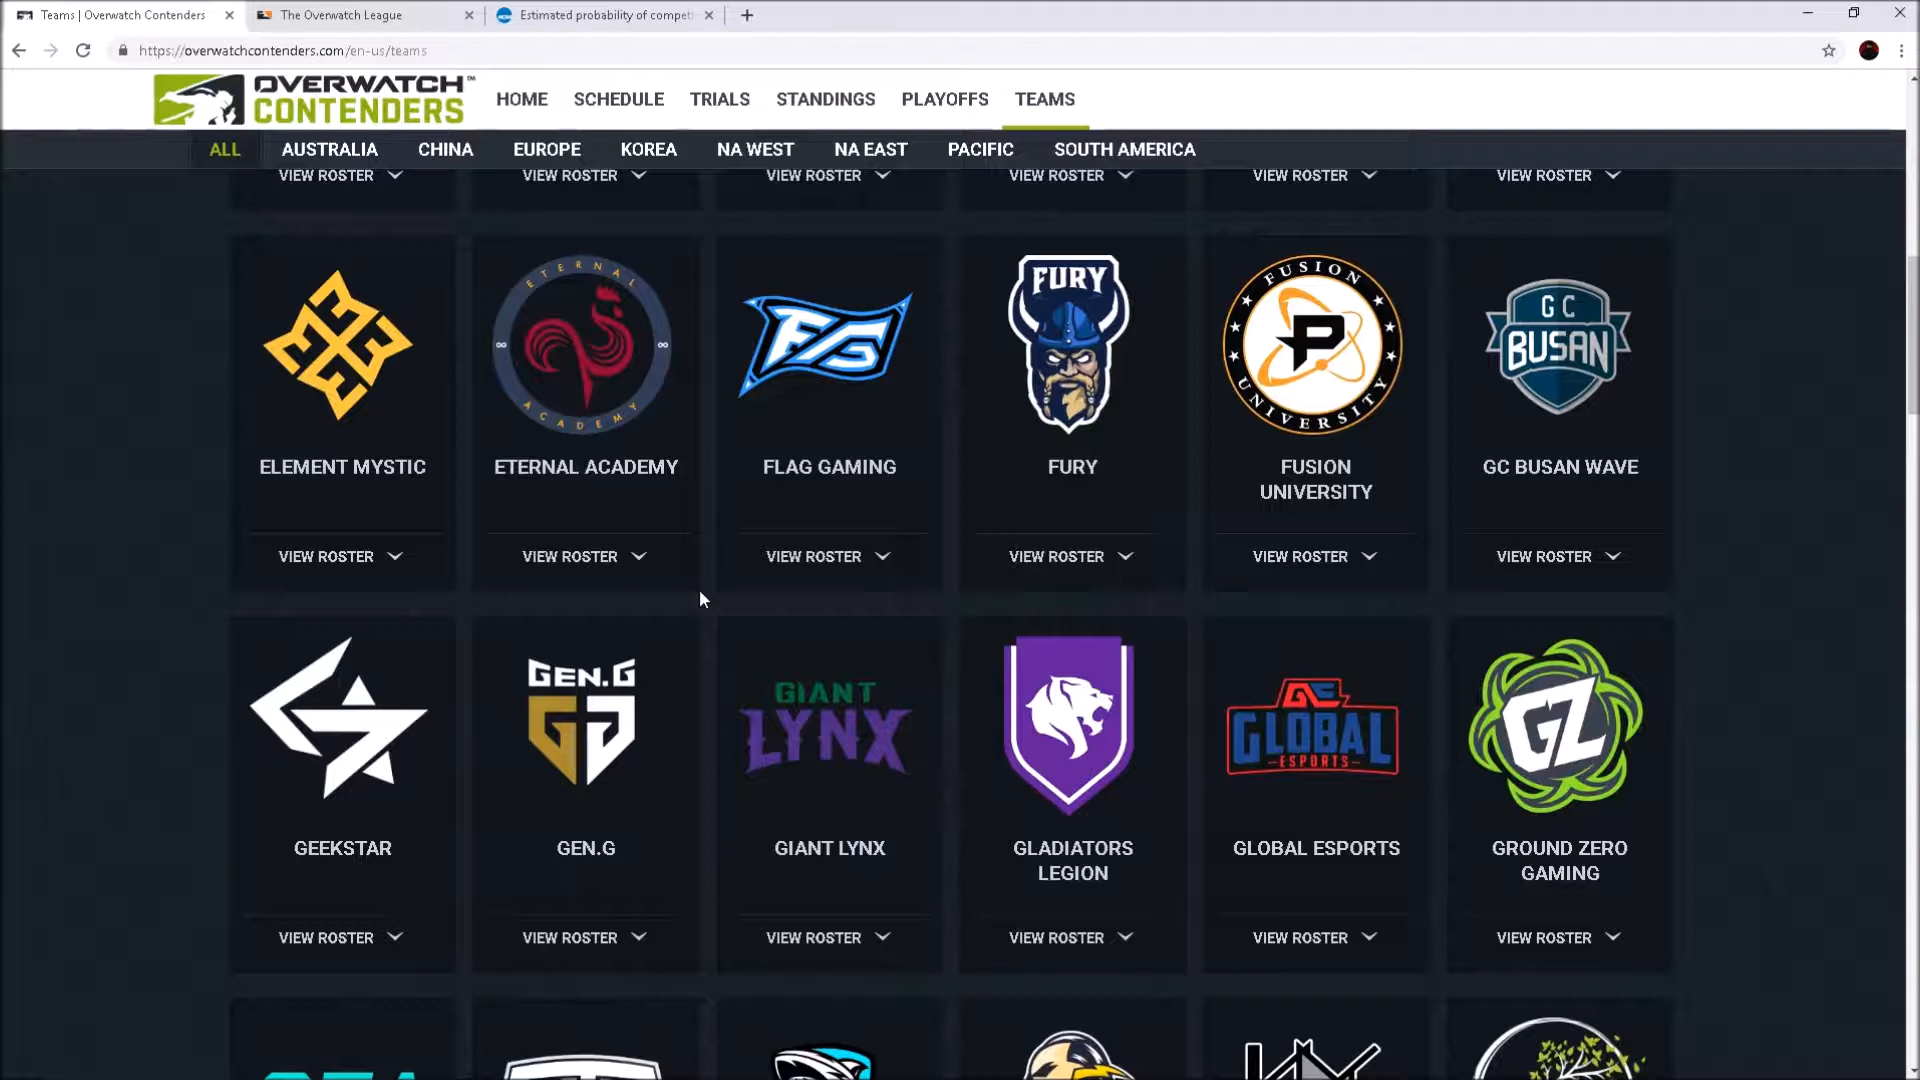 Teams | Overwatch Contenders
The Overwatch League
Estimated probability of competi
https://overwatchcontenders.com/en-us/teams
OVERWATCH™
CONTENDERS
HOME SCHEDULE TRIALS STANDINGS PLAYOFFS TEAMS
ALL AUSTRALIA CHINA EUROPE KOREA NA WEST NA EAST PACIFIC SOUTH AMERICA
VIEW ROSTER VIEW ROSTER VIEW ROSTER VIEW ROSTER VIEW ROSTER VIEW ROSTER
ETERNAL
ACADEMY
FG
FURY
FUSION
P
UNIVERSITY
GC
BUSAN
ELEMENT MYSTIC
ETERNAL ACADEMY
FLAG GAMING
FURY
FUSION
UNIVERSITY
GC BUSAN WAVE
VIEW ROSTER VIEW ROSTER VIEW ROSTER VIEW ROSTER VIEW ROSTER VIEW ROSTER
GEN.G
GIANT
LYNX
GE
GLOBAL
-ESPORTS-
GZ
GEEKSTAR
GEN.G
GIANT LYNX
GLADIATORS
LEGION
GLOBAL ESPORTS
GROUND ZERO
GAMING
VIEW ROSTER VIEW ROSTER VIEW ROSTER VIEW ROSTER VIEW ROSTER VIEW ROSTER